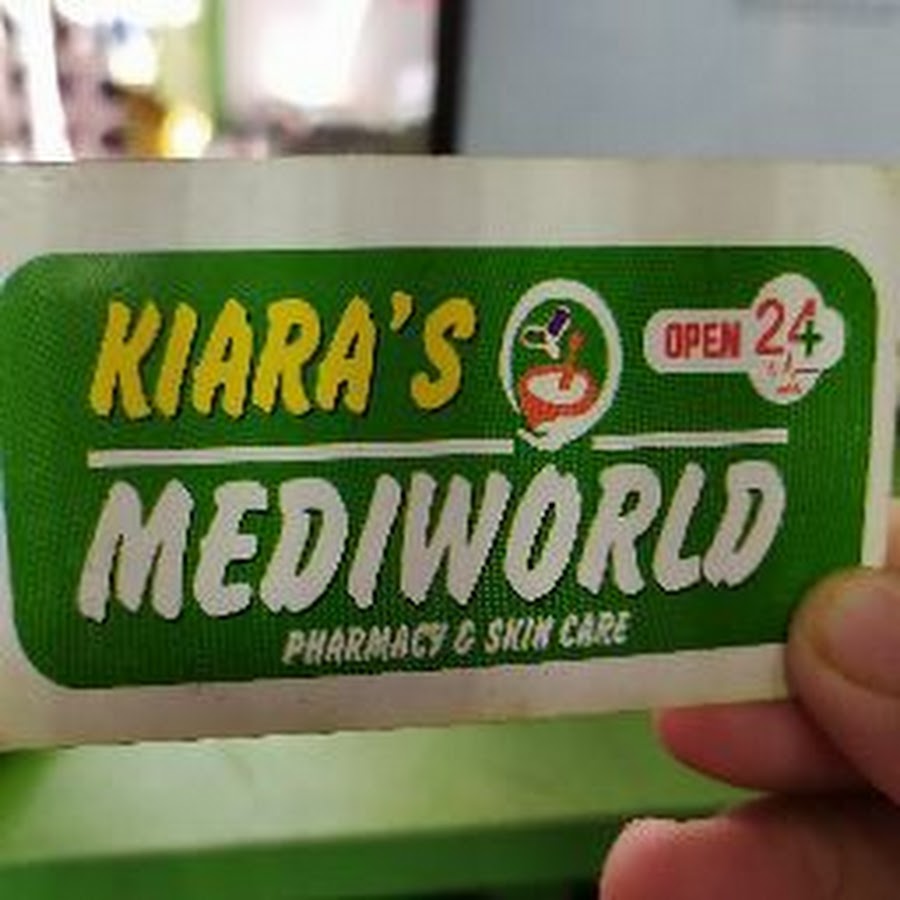 KIARA'S
OPEN 24
MEDIWORLD
PHARMACY & SKIN CARE